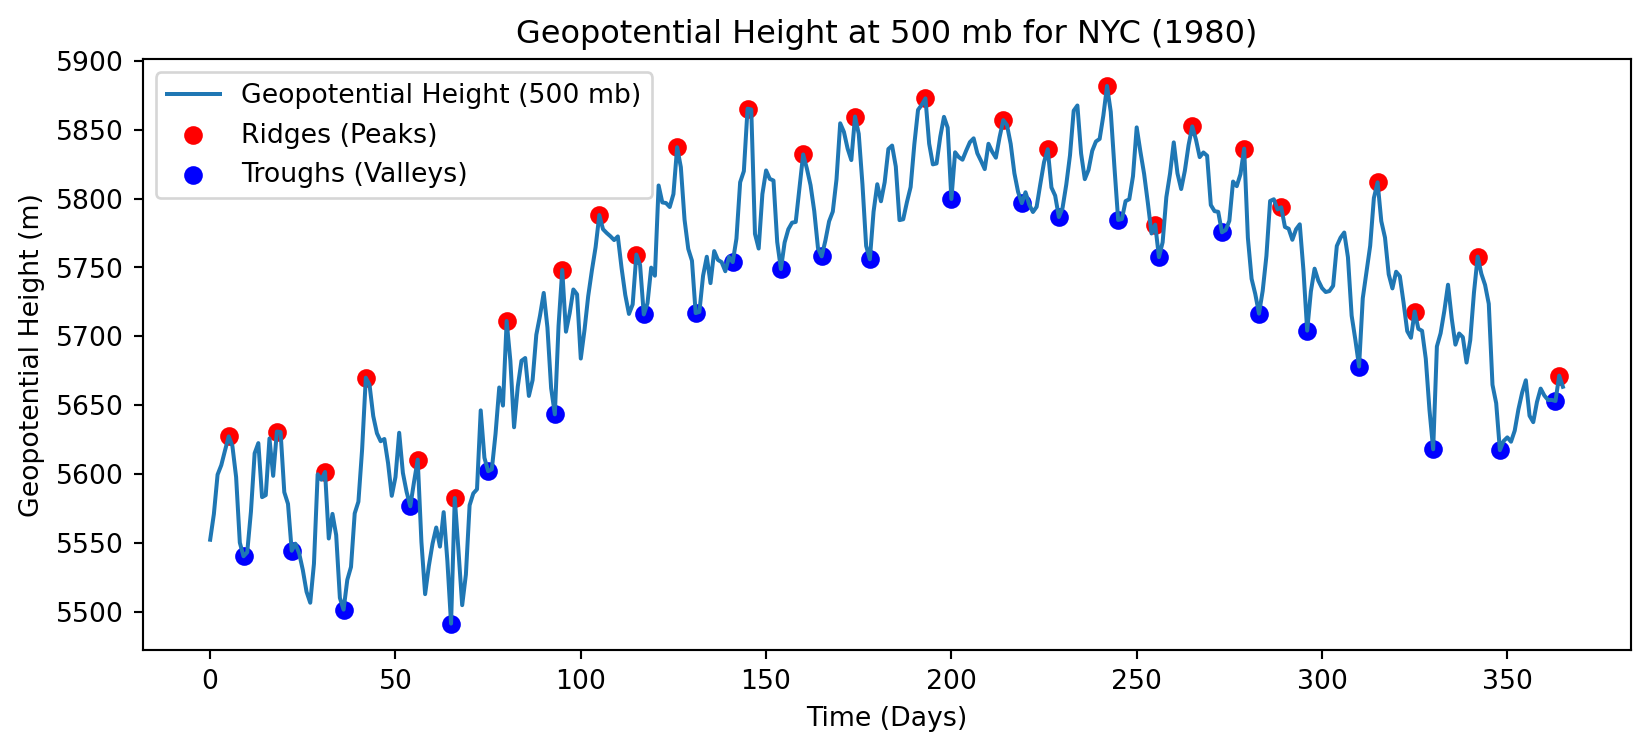 Geopotential Height at 500 mb for NYC (1980)
Geopotential Height (m)
5900
5850
5800
5750
5700
5650
5600
5550
5500
Geopotential Height (500 mb)
Ridges (Peaks)
Troughs (Valleys)
0 50 100 150 200 250 300 350
Time (Days)